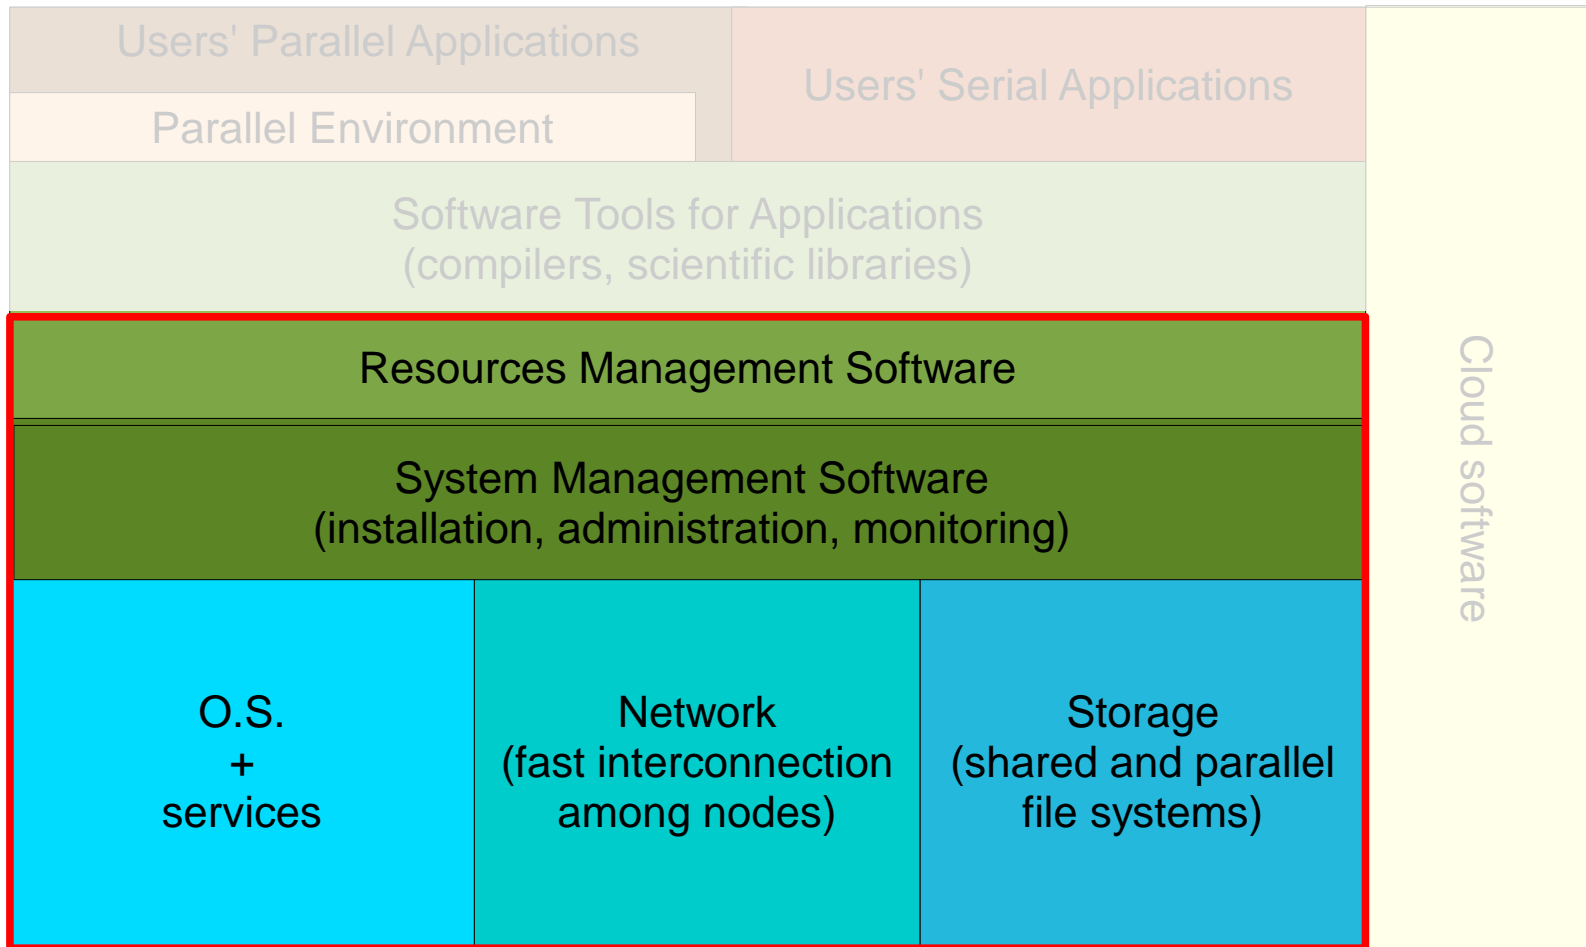 Users' Parallel Applications
Users' Serial Applications
Parallel Environment
Software Tools for Applications
(compilers, scientific libraries)
Resources Management Software
System Management Software
(installation, administration, monitoring)
O.S.
+
services
Network
(fast interconnection
among nodes)
Storage
(shared and parallel
file systems)
Cloud software